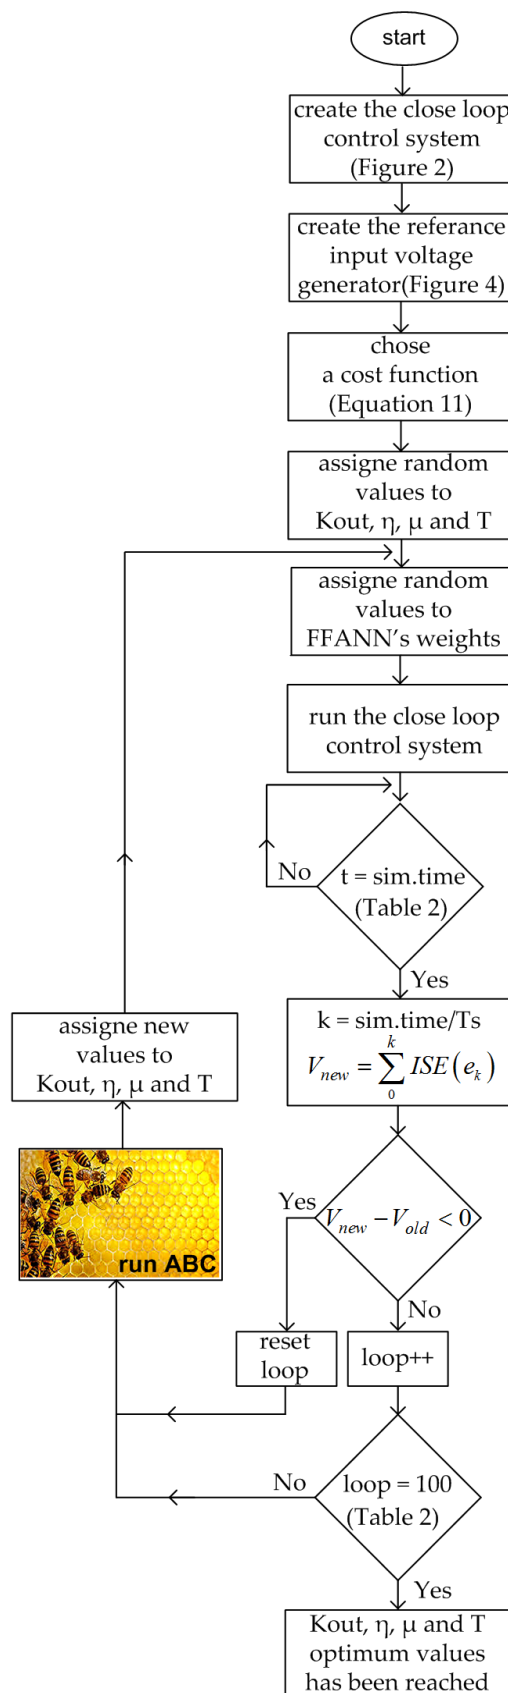 start
create the close loop
control system
(Figure 2)
create the referance
input voltage
generator(Figure 4)
chose
a cost function
(Equation 11)
assigne random
values to
Kout, η, μ and T
assigne random
values to
FFANN's weights
run the close loop
control system
No
t = sim.time
(Table 2)
Yes
assigne new
values to
Kout, η, μ and T
k = sim.time/Ts
V_new = ∑_0^k ISE(e_k)
run ABC
Yes
V_new − V_old < 0
No
reset
loop
loop++
No
loop = 100
(Table 2)
Yes
Kout, η, μ and T
optimum values
has been reached